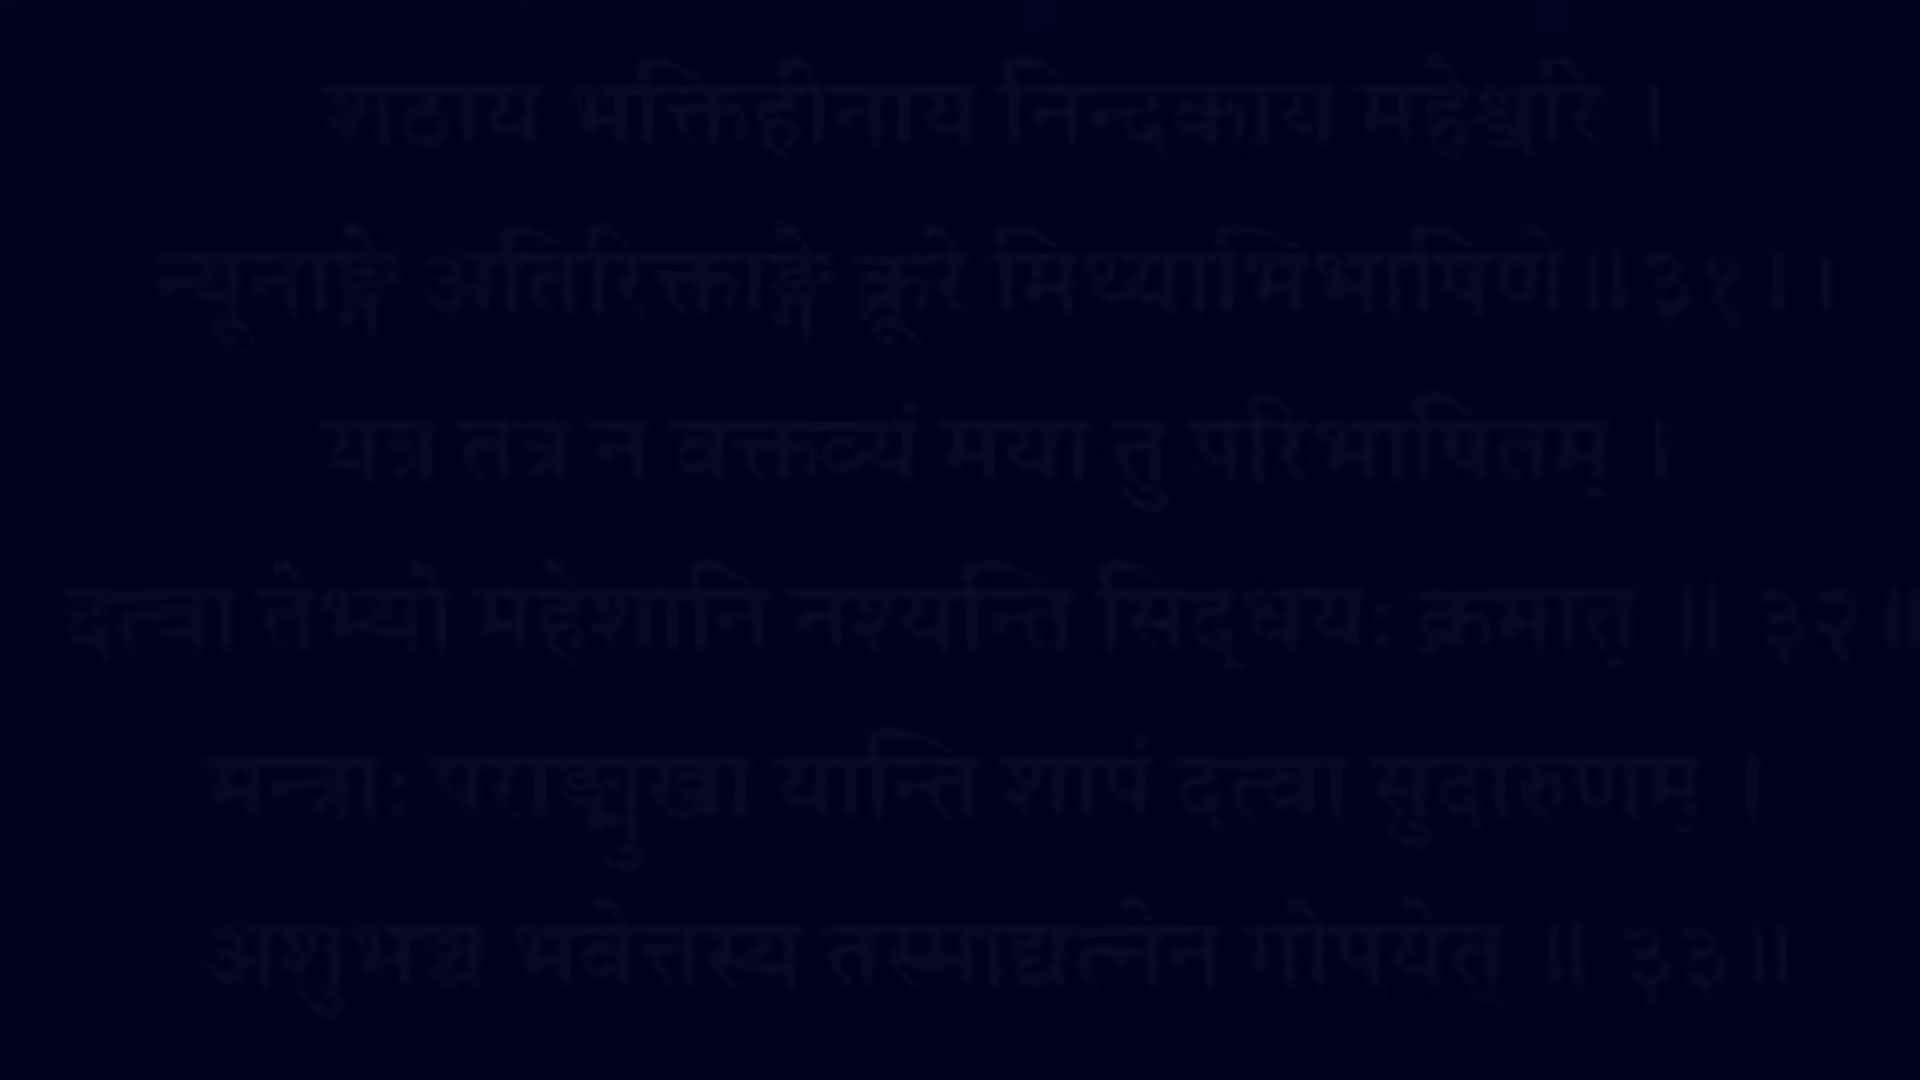 शठाय भक्तिहीनाय निन्दकाय महेश्वरि ।
न्यूनाङ्गे अतिरिक्ताङ्गे क्रूरे मिथ्याभिभाषिणे॥३१।।
यत्र तत्र न वक्तव्यं मया तु परिभाषितम् ।
दत्वा तेभ्यो महेशानि नश्यन्ति सिद्धयः क्रमात् ॥ ३२॥
मन्त्राः पराङ्मुखा यान्ति शापं दत्वा सुदारुणम् ।
अशुभञ्च भवेत्तस्य तस्माद्यत्नेन गोपयेत् ॥ ३३॥